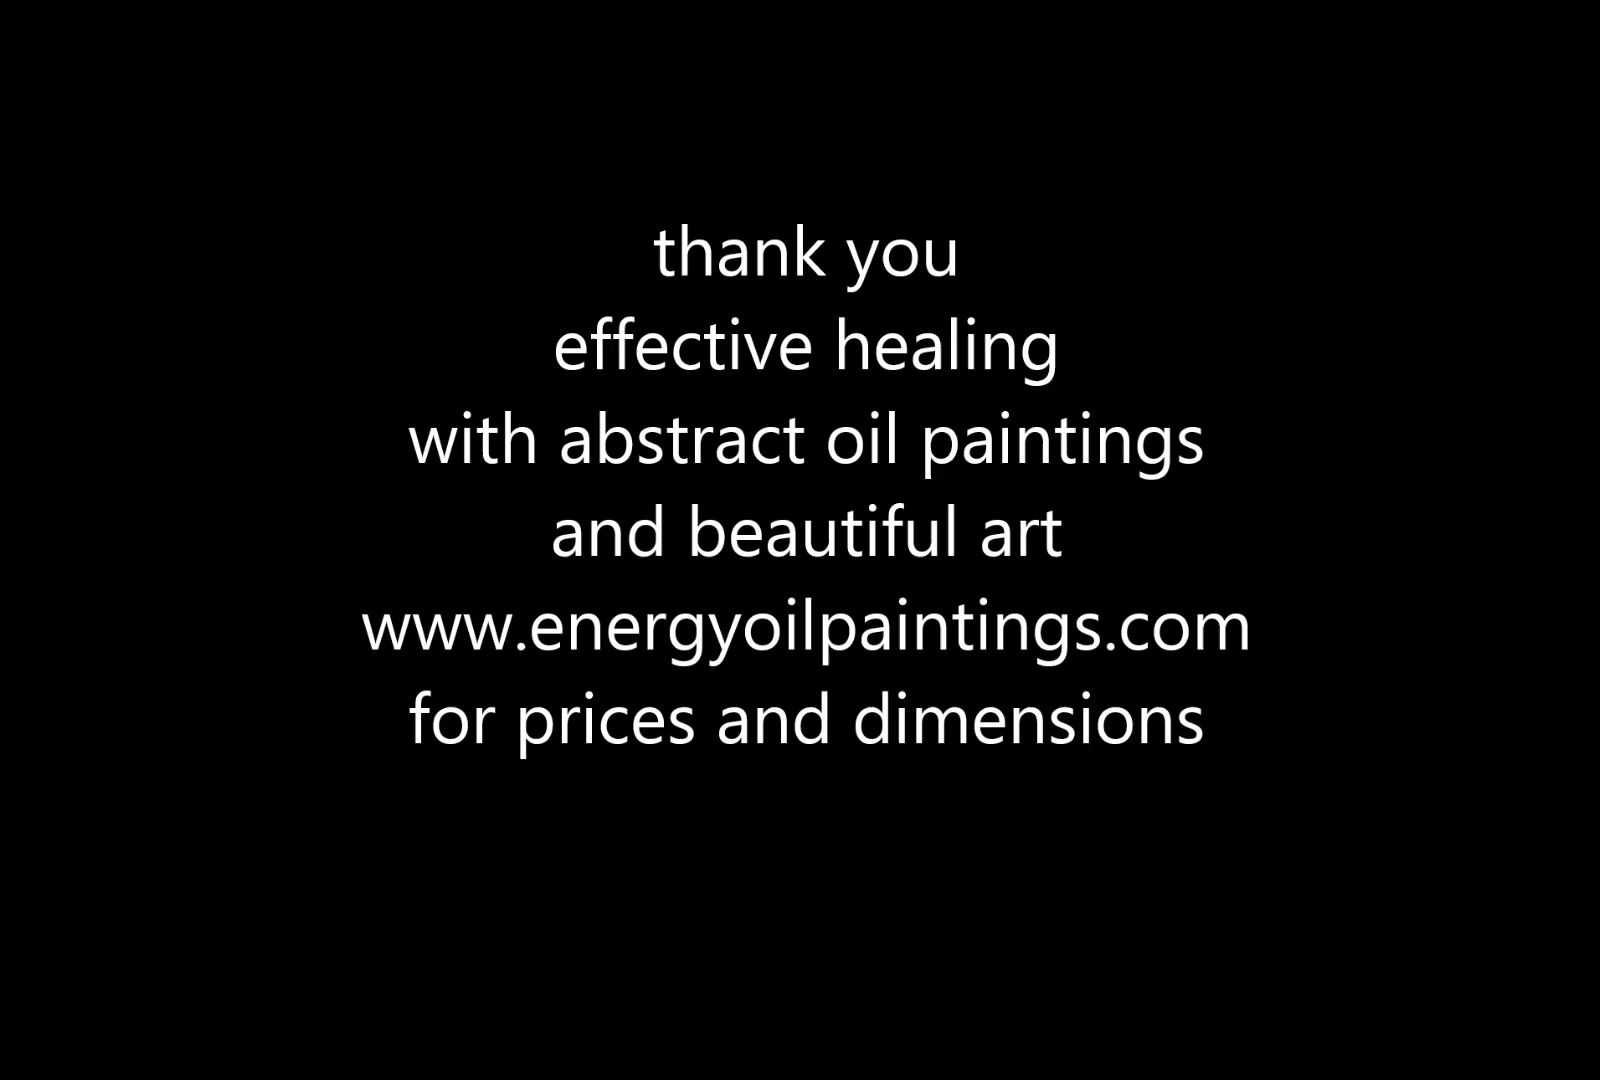 thank you
effective healing
with abstract oil paintings
and beautiful art
www.energyoilpaintings.com
for prices and dimensions